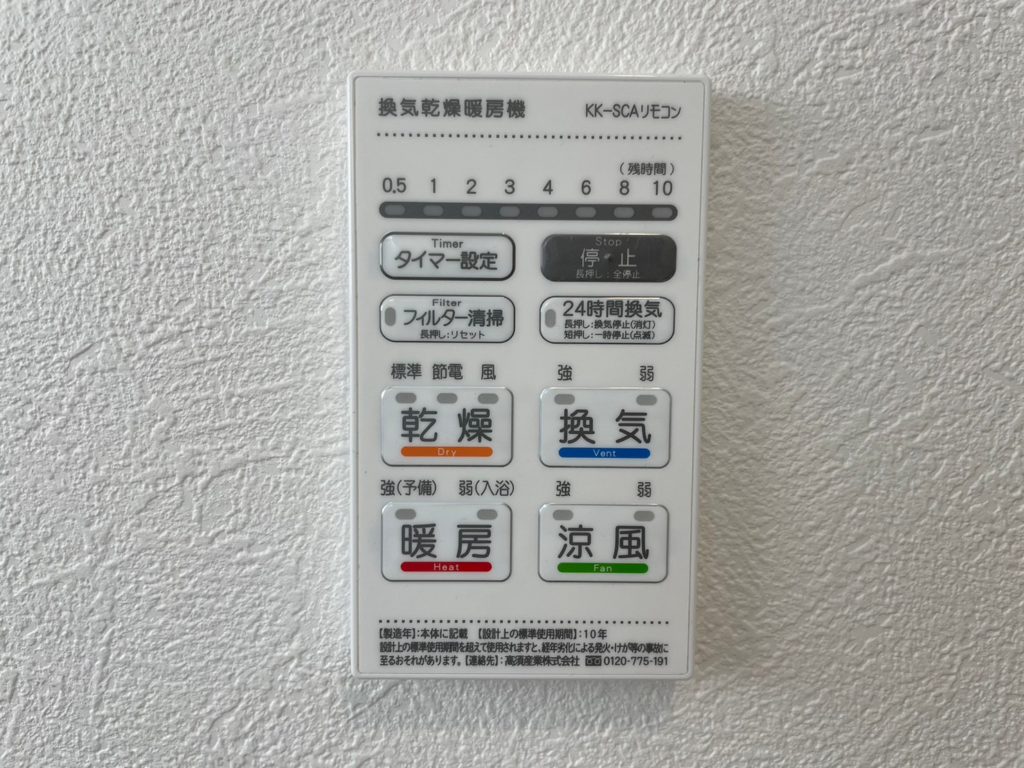 換気乾燥暖房機 KK-SCAリモコン
(残時間)
0.5 1 2 3 4 6 8 10
Timer
タイマー設定
Stop
停止
長押し:全停止
Filter
フィルター清掃
長押し:リセット
24時間換気
長押し:換気停止(消灯)
短押し:一時停止(点滅)
標準 節電 風
乾燥
Dry
強 弱
換気
Vent
強(予備) 弱(入浴)
暖房
Heat
強 弱
涼風
Fan
【製造年】:本体に記載 【設計上の標準使用期間】:10年
設計上の標準使用期間を超えて使用されますと、経年劣化による発火・けが等の事故に
至るおそれがあります。【連絡先】:高須産業株式会社 0120-775-191